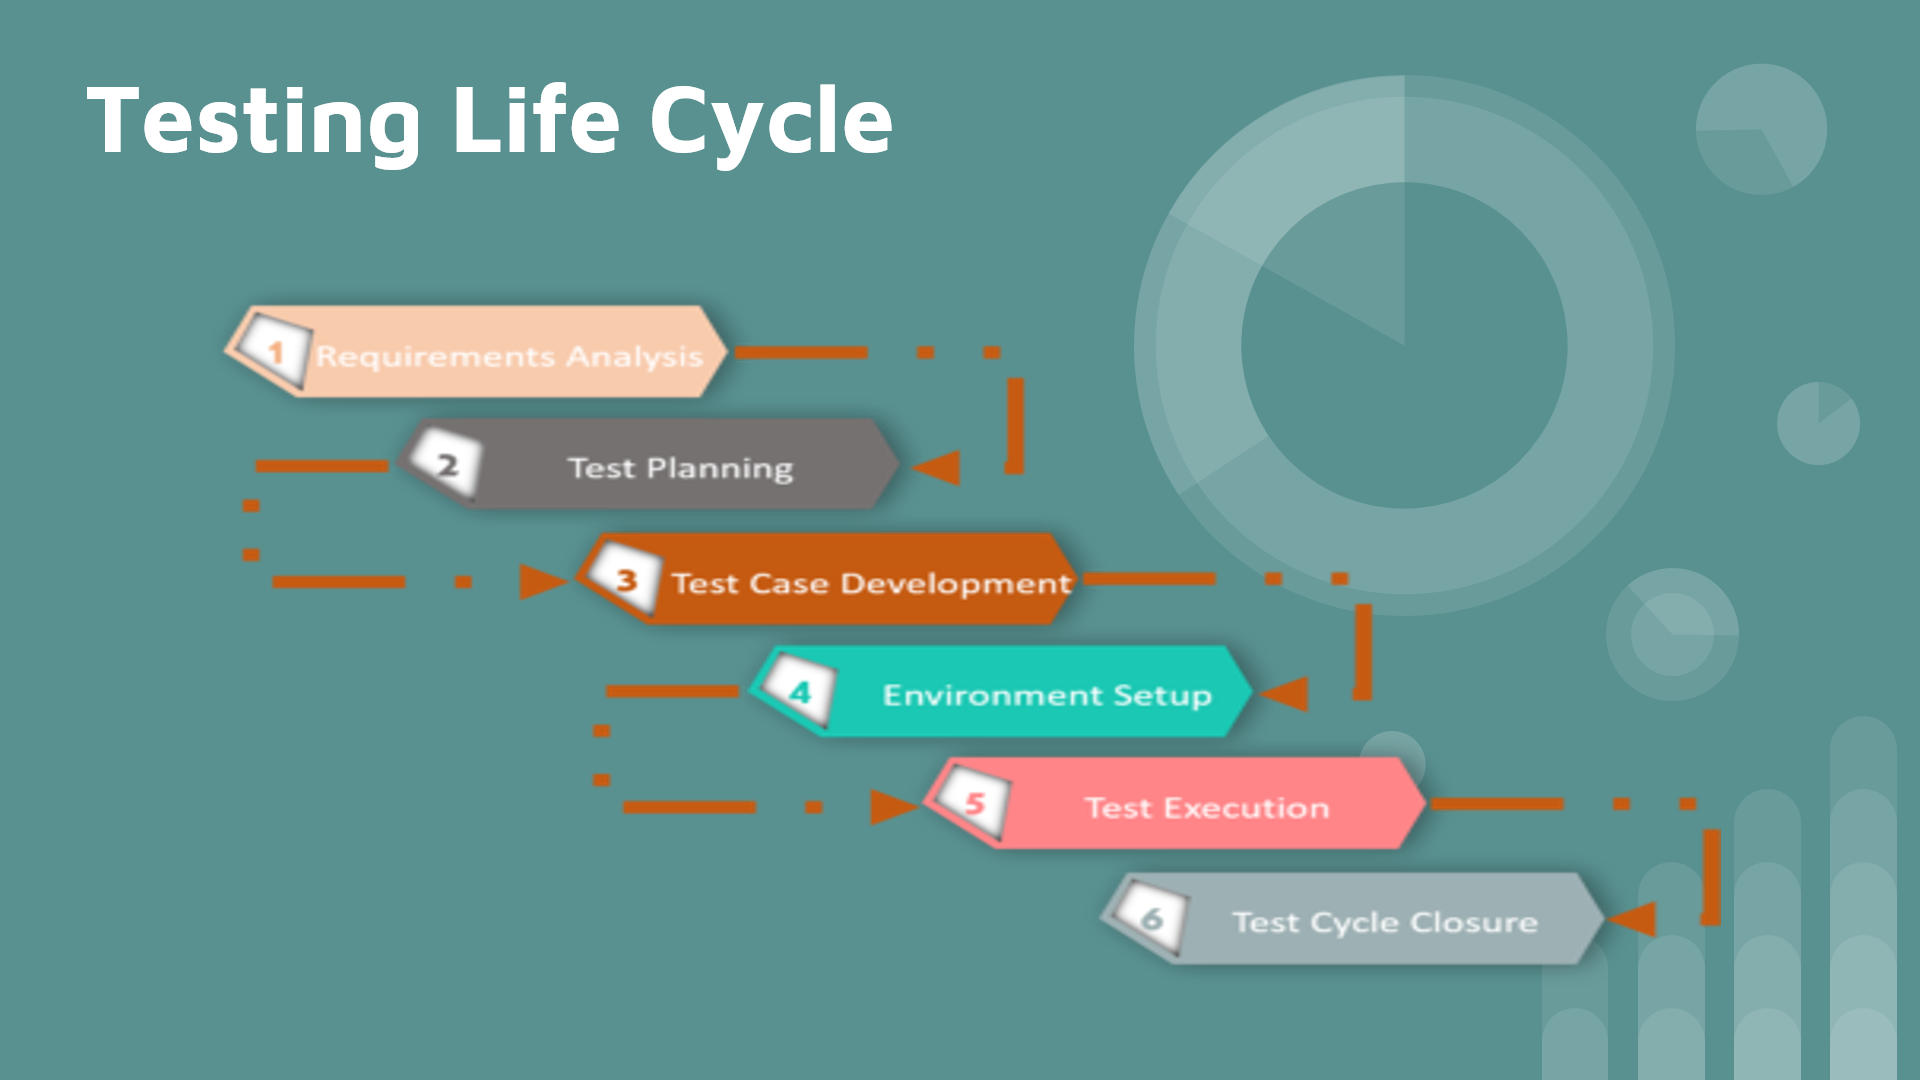 Testing Life Cycle
1 Requirements Analysis
2 Test Planning
3 Test Case Development
4 Environment Setup
5 Test Execution
6 Test Cycle Closure